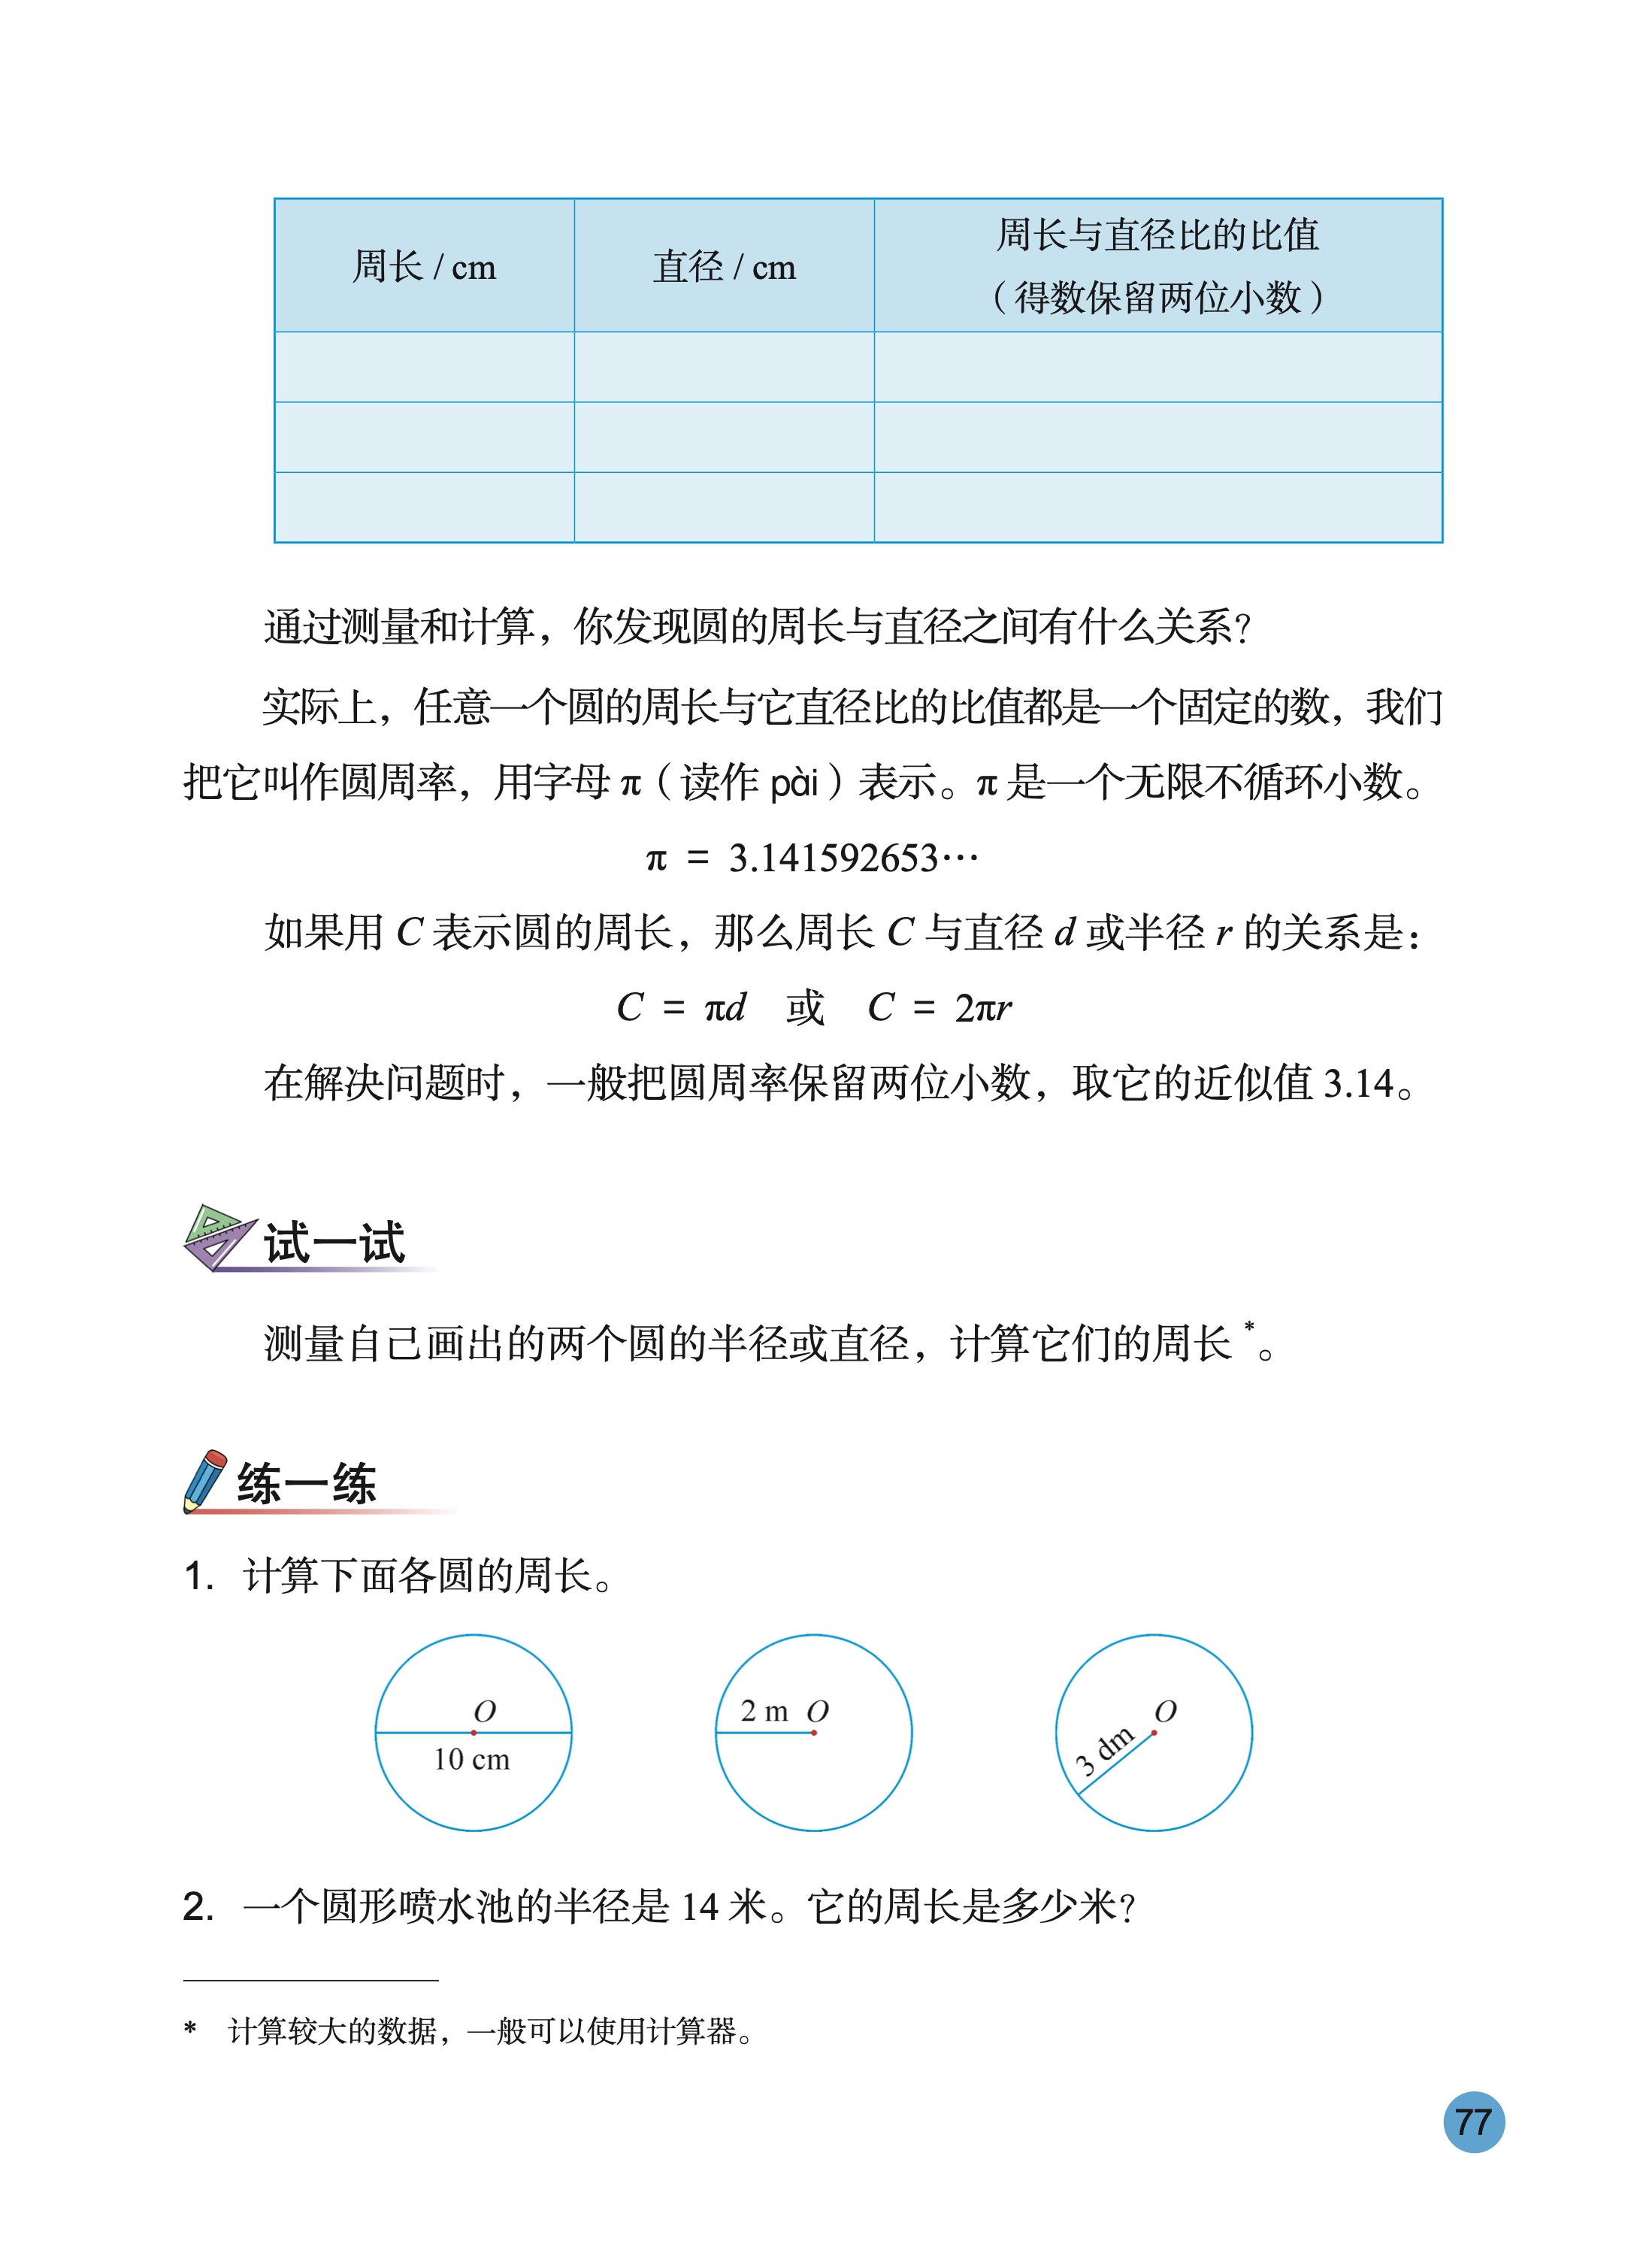 周长 / cm
直径 / cm
周长与直径比的比值
（得数保留两位小数）
通过测量和计算，你发现圆的周长与直径之间有什么关系？
实际上，任意一个圆的周长与它直径比的比值都是一个固定的数，我们
把它叫作圆周率，用字母 π（读作 pài）表示。π 是一个无限不循环小数。
π = 3.141592653…
如果用 C 表示圆的周长，那么周长 C 与直径 d 或半径 r 的关系是：
C = πd 或 C = 2πr
在解决问题时，一般把圆周率保留两位小数，取它的近似值 3.14。
试一试
测量自己画出的两个圆的半径或直径，计算它们的周长 *。
练一练
1. 计算下面各圆的周长。
O
10 cm
2 m O
O
3 dm
2. 一个圆形喷水池的半径是 14 米。它的周长是多少米？
* 计算较大的数据，一般可以使用计算器。
77